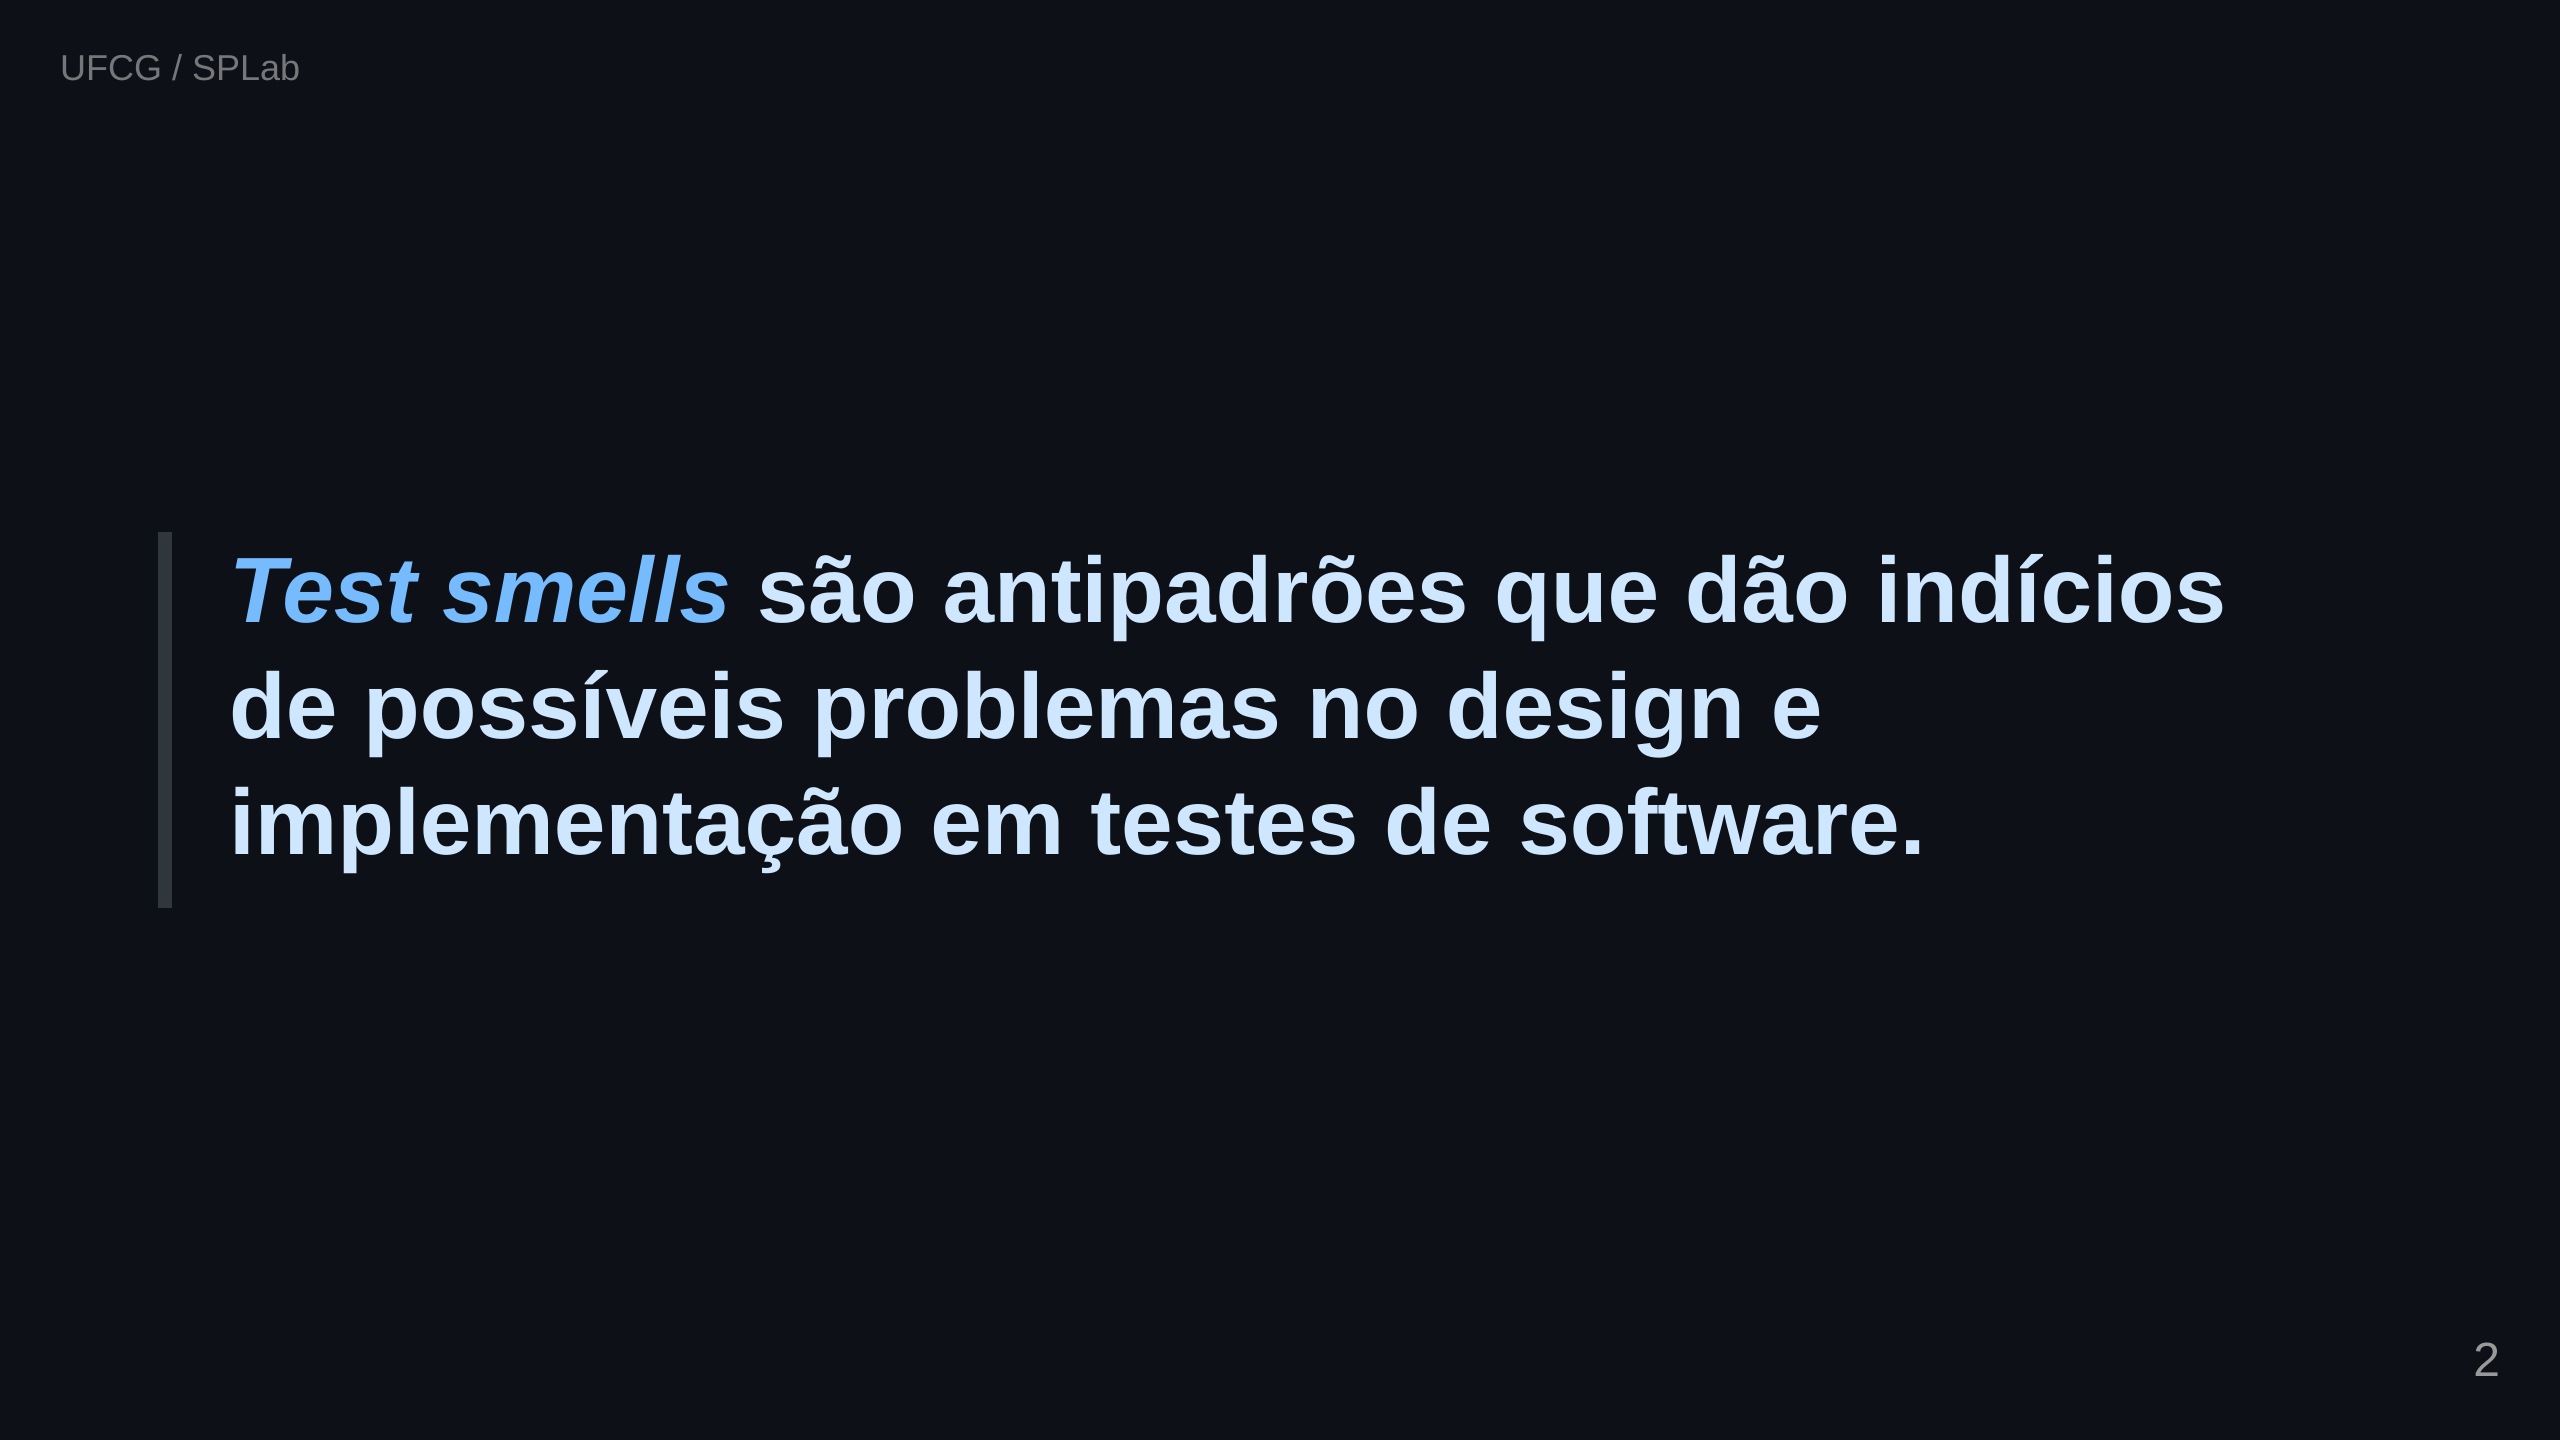 UFCG / SPLab
Test smells são antipadrões que dão indícios
de possíveis problemas no design e
implementação em testes de software.
2